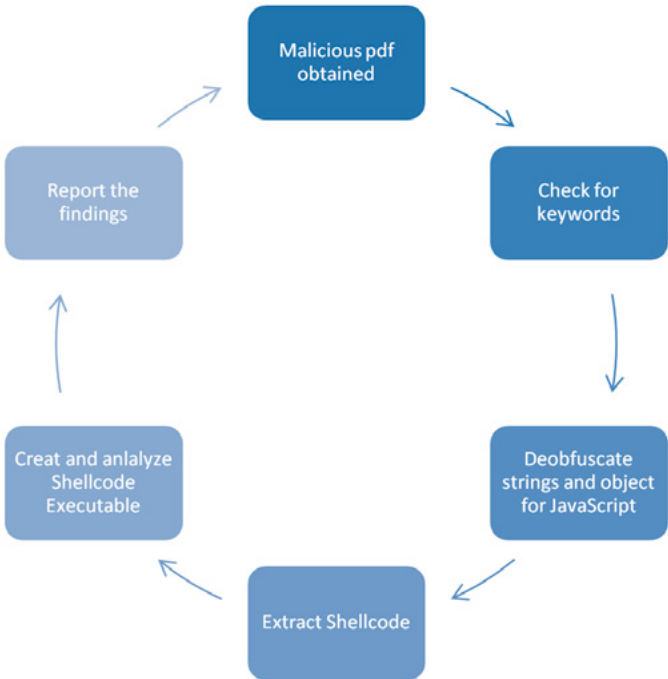 Malicious pdf
obtained
Check for
keywords
Deobfuscate
strings and object
for JavaScript
Extract Shellcode
Creat and anlalyze
Shellcode
Executable
Report the
findings